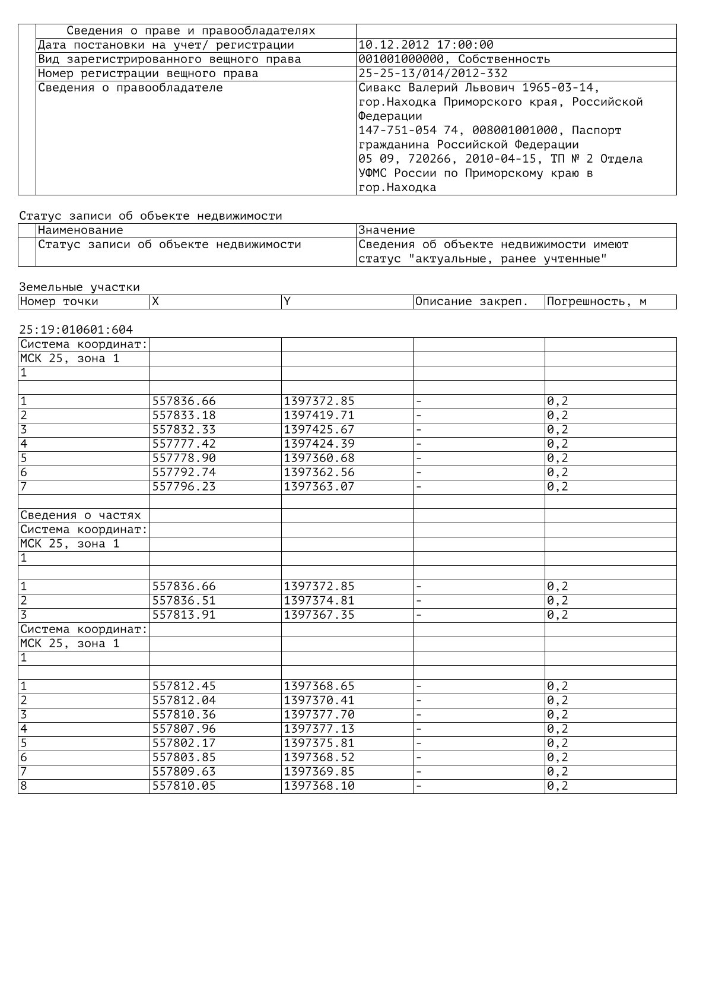 Сведения о праве и правообладателях
Дата постановки на учет/ регистрации 10.12.2012 17:00:00
Вид зарегистрированного вещного права 001001000000, Собственность
Номер регистрации вещного права 25-25-13/014/2012-332
Сведения о правообладателе Сивакс Валерий Львович 1965-03-14,
гор.Находка Приморского края, Российской
Федерации
147-751-054 74, 008001001000, Паспорт
гражданина Российской Федерации
05 09, 720266, 2010-04-15, ТП № 2 Отдела
УФМС России по Приморскому краю в
гор.Находка
Статус записи об объекте недвижимости
Наименование Значение
Статус записи об объекте недвижимости Сведения об объекте недвижимости имеют
статус "актуальные, ранее учтенные"
Земельные участки
Номер точки X Y Описание закреп. Погрешность, м
25:19:010601:604
Система координат:
МСК 25, зона 1
1
1 557836.66 1397372.85 - 0,2
2 557833.18 1397419.71 - 0,2
3 557832.33 1397425.67 - 0,2
4 557777.42 1397424.39 - 0,2
5 557778.90 1397360.68 - 0,2
6 557792.74 1397362.56 - 0,2
7 557796.23 1397363.07 - 0,2
Сведения о частях
Система координат:
МСК 25, зона 1
1
1 557836.66 1397372.85 - 0,2
2 557836.51 1397374.81 - 0,2
3 557813.91 1397367.35 - 0,2
Система координат:
МСК 25, зона 1
1
1 557812.45 1397368.65 - 0,2
2 557812.04 1397370.41 - 0,2
3 557810.36 1397377.70 - 0,2
4 557807.96 1397377.13 - 0,2
5 557802.17 1397375.81 - 0,2
6 557803.85 1397368.52 - 0,2
7 557809.63 1397369.85 - 0,2
8 557810.05 1397368.10 - 0,2